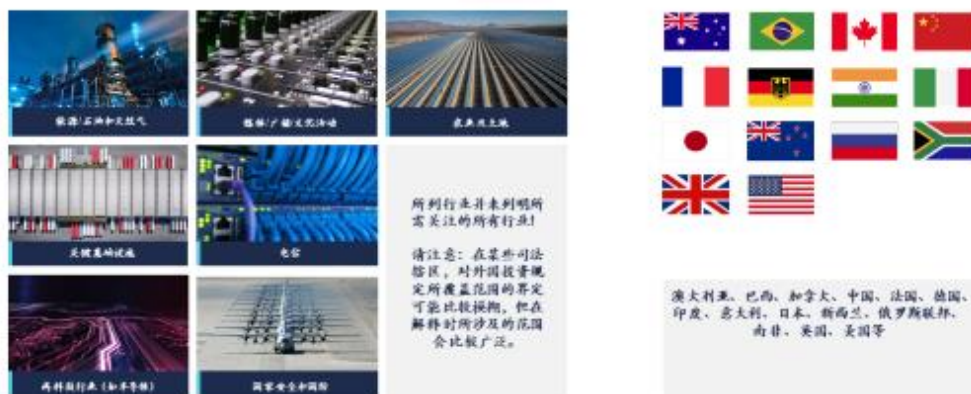 能源/石油和天然气
媒体/广播/文化活动
农业及土地
关键基础设施
电信
高科技行业（如半导体）
国家安全和国防
所列行业并未列明所
需关注的所有行业!
请注意：在某些司法
辖区，对外国投资规
定所覆盖范围的界定
可能比较模糊，但在
解释时所涉及的范围
会比较广泛。
澳大利亚、巴西、加拿大、中国、法国、德国、
印度、意大利、日本、新西兰、俄罗斯联邦、
南非、英国、美国等